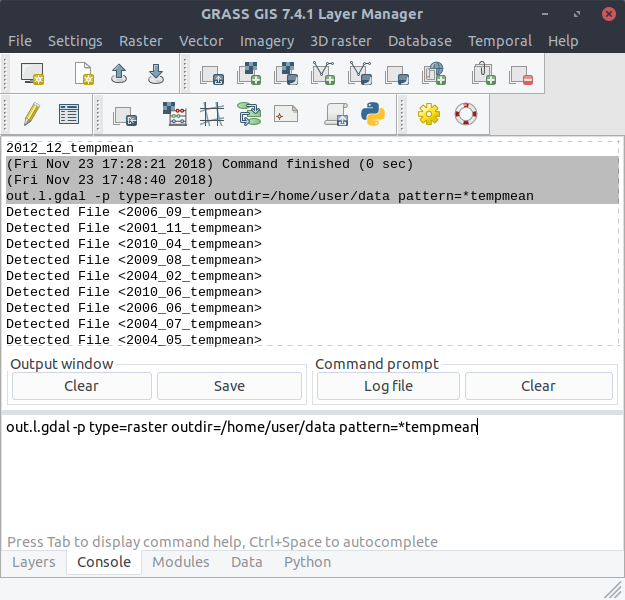 GRASS GIS 7.4.1 Layer Manager
File Settings Raster Vector Imagery 3D raster Database Temporal Help
2012_12_tempmean
(Fri Nov 23 17:28:21 2018) Command finished (0 sec)
(Fri Nov 23 17:48:40 2018)
out.l.gdal -p type=raster outdir=/home/user/data pattern=*tempmean
Detected File <2006_09_tempmean>
Detected File <2001_11_tempmean>
Detected File <2010_04_tempmean>
Detected File <2009_08_tempmean>
Detected File <2004_02_tempmean>
Detected File <2010_06_tempmean>
Detected File <2006_06_tempmean>
Detected File <2004_07_tempmean>
Detected File <2004_05_tempmean>
Output window Command prompt
Clear Save Log file Clear
out.l.gdal -p type=raster outdir=/home/user/data pattern=*tempmean
Press Tab to display command help, Ctrl+Space to autocomplete
Layers Console Modules Data Python